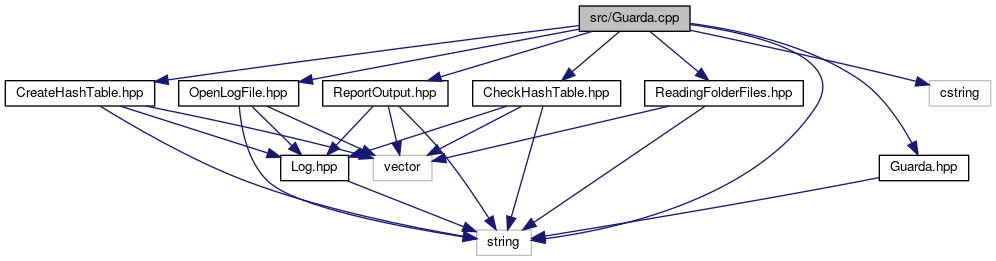 src/Guarda.cpp
CreateHashTable.hpp
OpenLogFile.hpp
ReportOutput.hpp
CheckHashTable.hpp
ReadingFolderFiles.hpp
cstring
Log.hpp
vector
Guarda.hpp
string